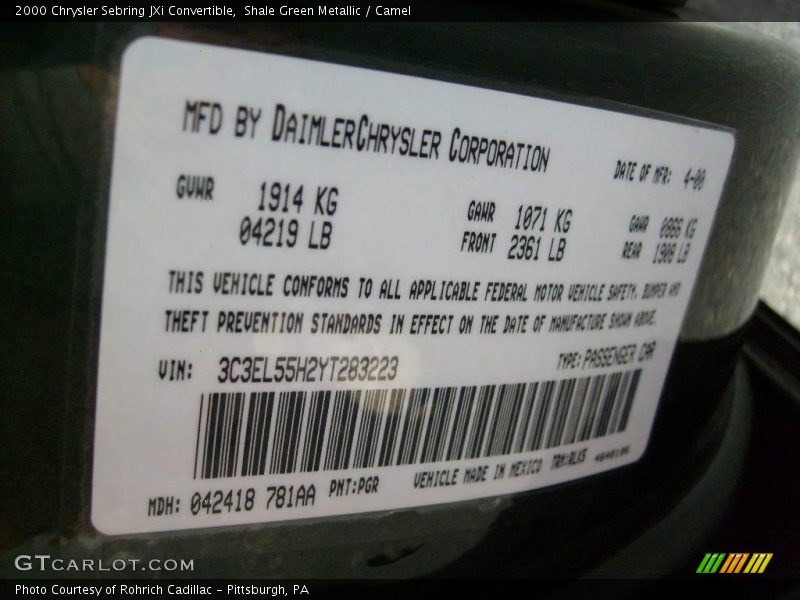 2000 Chrysler Sebring JXi Convertible, Shale Green Metallic / Camel
MFD BY DAIMLERCHRYSLER CORPORATION
DATE OF MFR: 4-00
GVWR 1914 KG
04219 LB
GAWR 1071 KG
FRONT 2361 LB
GAWR 0866 KG
REAR 1908 LB
THIS VEHICLE CONFORMS TO ALL APPLICABLE FEDERAL MOTOR VEHICLE SAFETY, BUMPER AND
THEFT PREVENTION STANDARDS IN EFFECT ON THE DATE OF MANUFACTURE SHOWN ABOVE.
VIN: 3C3EL55H2YT283223
TYPE: PASSENGER CAR
MDH: 042418 781AA PNT:PGR
VEHICLE MADE IN MEXICO
GTCARLOT.COM
Photo Courtesy of Rohrich Cadillac - Pittsburgh, PA